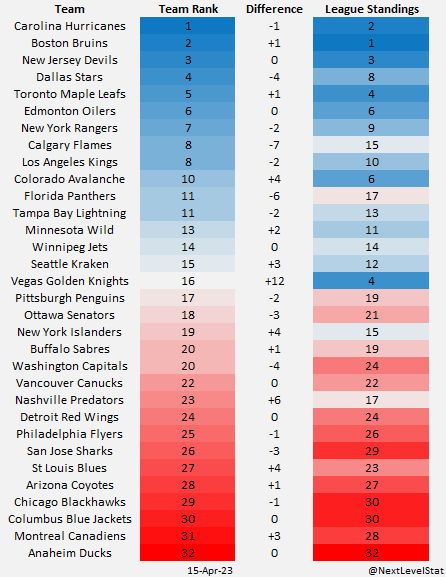 Team Team Rank Difference League Standings
Carolina Hurricanes 1 -1 2
Boston Bruins 2 +1 1
New Jersey Devils 3 0 3
Dallas Stars 4 -4 8
Toronto Maple Leafs 5 +1 4
Edmonton Oilers 6 0 6
New York Rangers 7 -2 9
Calgary Flames 8 -7 15
Los Angeles Kings 8 -2 10
Colorado Avalanche 10 +4 6
Florida Panthers 11 -6 17
Tampa Bay Lightning 11 -2 13
Minnesota Wild 13 +2 11
Winnipeg Jets 14 0 14
Seattle Kraken 15 +3 12
Vegas Golden Knights 16 +12 4
Pittsburgh Penguins 17 -2 19
Ottawa Senators 18 -3 21
New York Islanders 19 +4 15
Buffalo Sabres 20 +1 19
Washington Capitals 20 -4 24
Vancouver Canucks 22 0 22
Nashville Predators 23 +6 17
Detroit Red Wings 24 0 24
Philadelphia Flyers 25 -1 26
San Jose Sharks 26 -3 29
St Louis Blues 27 +4 23
Arizona Coyotes 28 +1 27
Chicago Blackhawks 29 -1 30
Columbus Blue Jackets 30 0 30
Montreal Canadiens 31 +3 28
Anaheim Ducks 32 0 32
15-Apr-23 @NextLevelStat